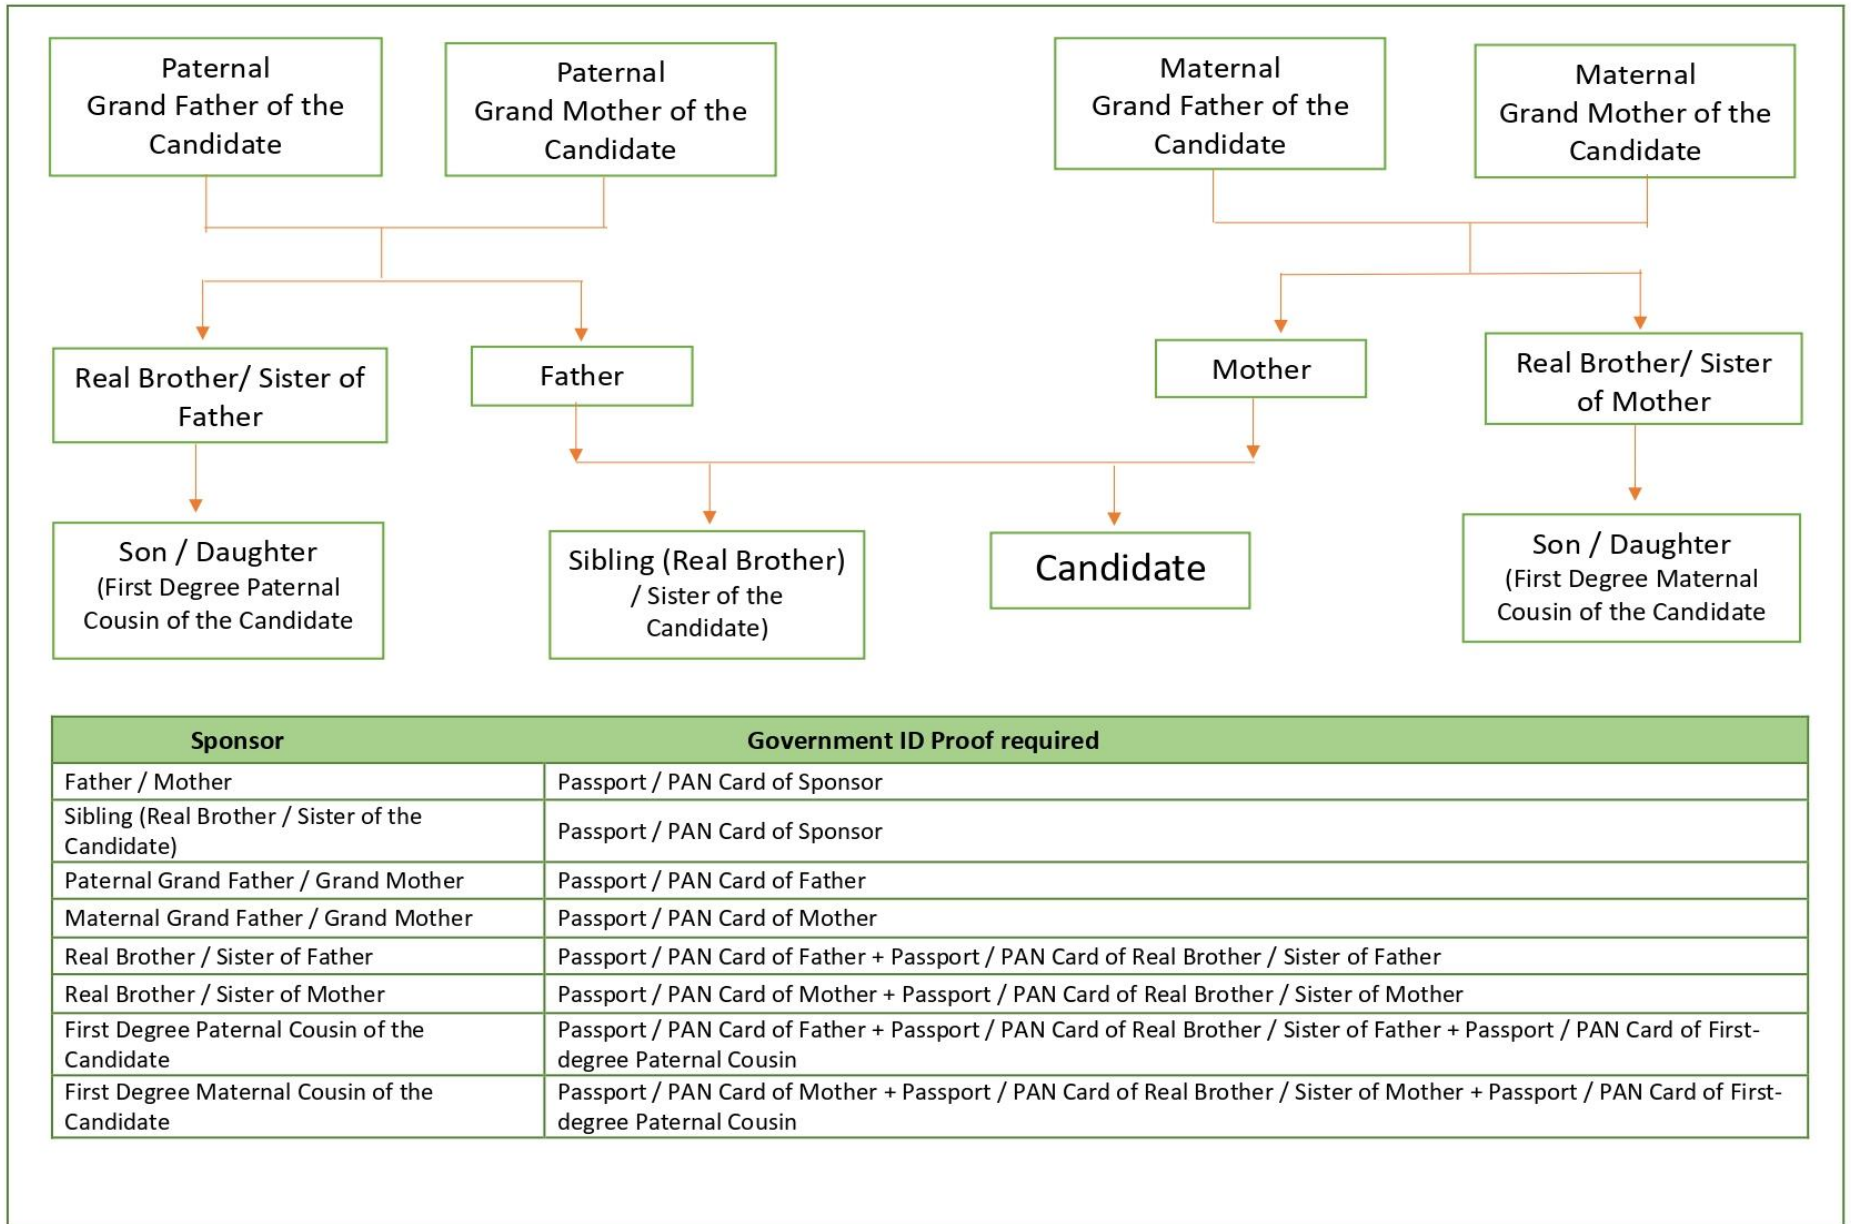 Paternal
Grand Father of the
Candidate
Paternal
Grand Mother of the
Candidate
Maternal
Grand Father of the
Candidate
Maternal
Grand Mother of the
Candidate
Real Brother/ Sister of
Father
Father
Mother
Real Brother/ Sister
of Mother
Son / Daughter
(First Degree Paternal
Cousin of the Candidate
Sibling (Real Brother)
/ Sister of the
Candidate)
Candidate
Son / Daughter
(First Degree Maternal
Cousin of the Candidate
Sponsor
Government ID Proof required
Father / Mother
Passport / PAN Card of Sponsor
Sibling (Real Brother / Sister of the
Candidate)
Passport / PAN Card of Sponsor
Paternal Grand Father / Grand Mother
Passport / PAN Card of Father
Maternal Grand Father / Grand Mother
Passport / PAN Card of Mother
Real Brother / Sister of Father
Passport / PAN Card of Father + Passport / PAN Card of Real Brother / Sister of Father
Real Brother / Sister of Mother
Passport / PAN Card of Mother + Passport / PAN Card of Real Brother / Sister of Mother
First Degree Paternal Cousin of the
Candidate
Passport / PAN Card of Father + Passport / PAN Card of Real Brother / Sister of Father + Passport / PAN Card of First-
degree Paternal Cousin
First Degree Maternal Cousin of the
Candidate
Passport / PAN Card of Mother + Passport / PAN Card of Real Brother / Sister of Mother + Passport / PAN Card of First-
degree Paternal Cousin